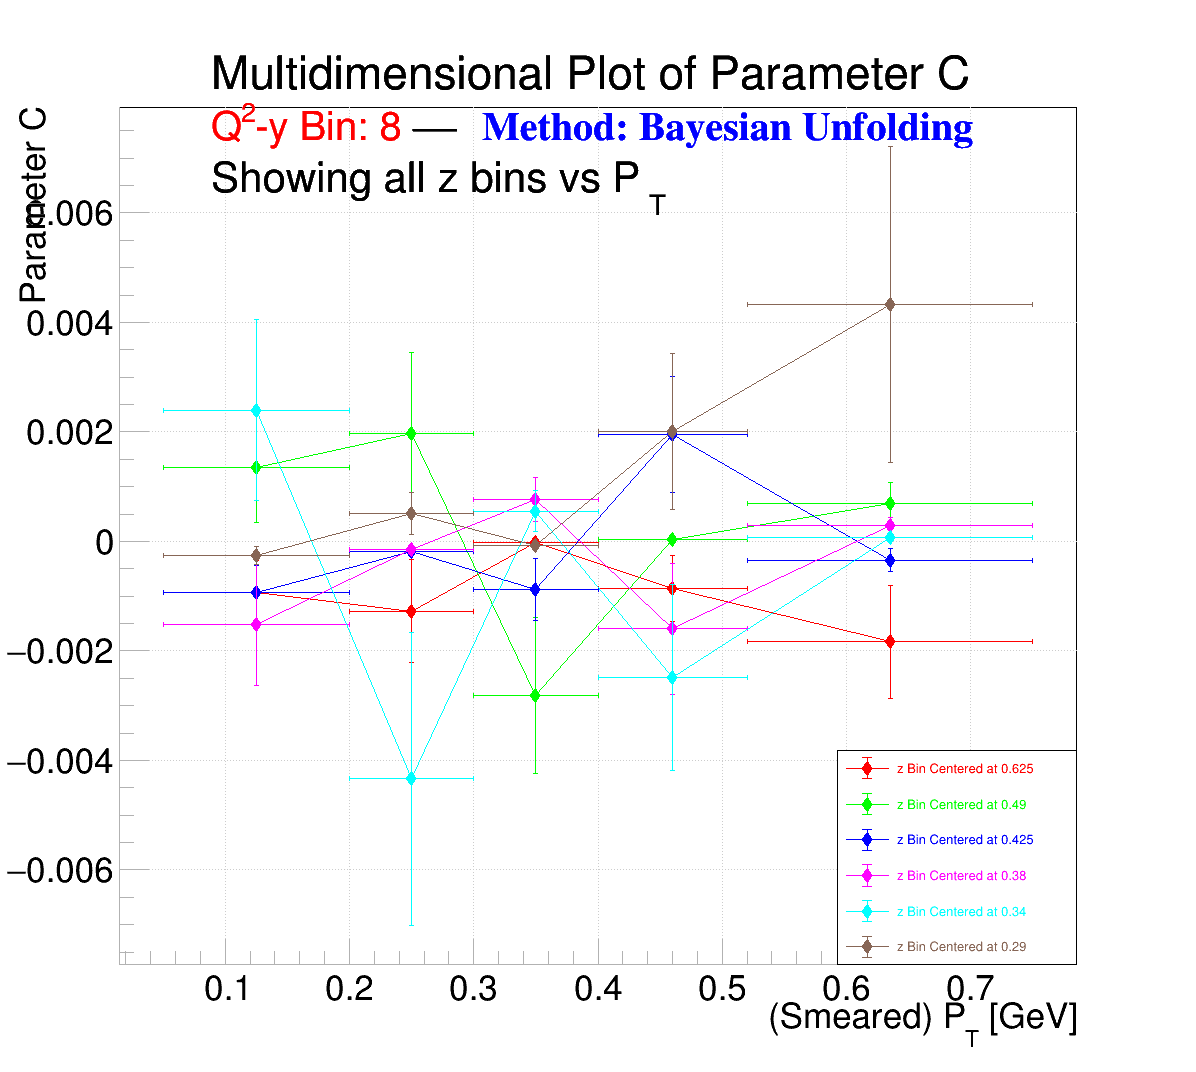 Multidimensional Plot of Parameter C
Q²-y Bin: 8 — Method: Bayesian Unfolding
Showing all z bins vs P_T
Parameter C
0.006
0.004
0.002
0
−0.002
−0.004
−0.006
z Bin Centered at 0.625
z Bin Centered at 0.49
z Bin Centered at 0.425
z Bin Centered at 0.38
z Bin Centered at 0.34
z Bin Centered at 0.29
0.1 0.2 0.3 0.4 0.5 0.6 0.7
(Smeared) P_T [GeV]